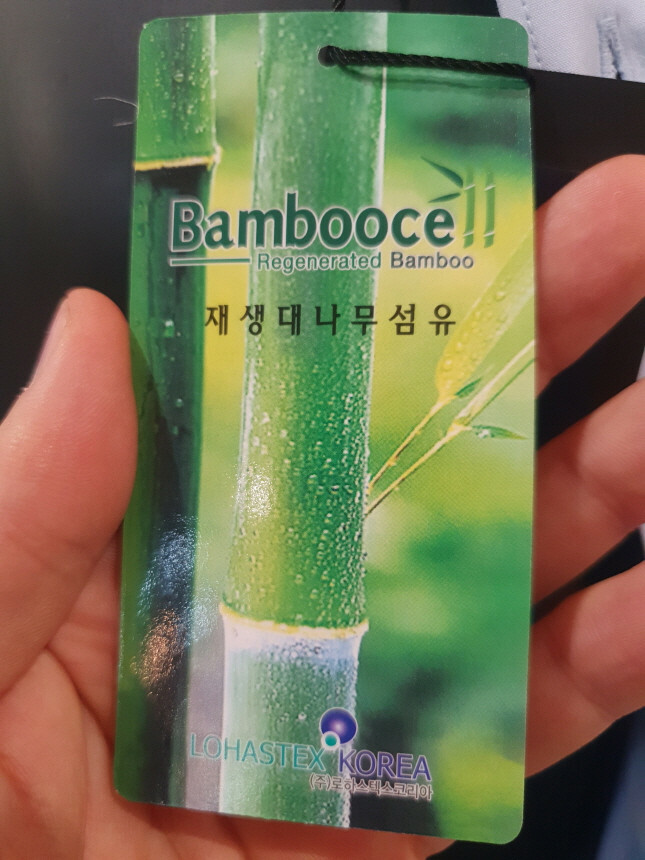 Bamboocell
Regenerated Bamboo
재생대나무섬유
LOHASTEX KOREA
(주)로하스텍스코리아